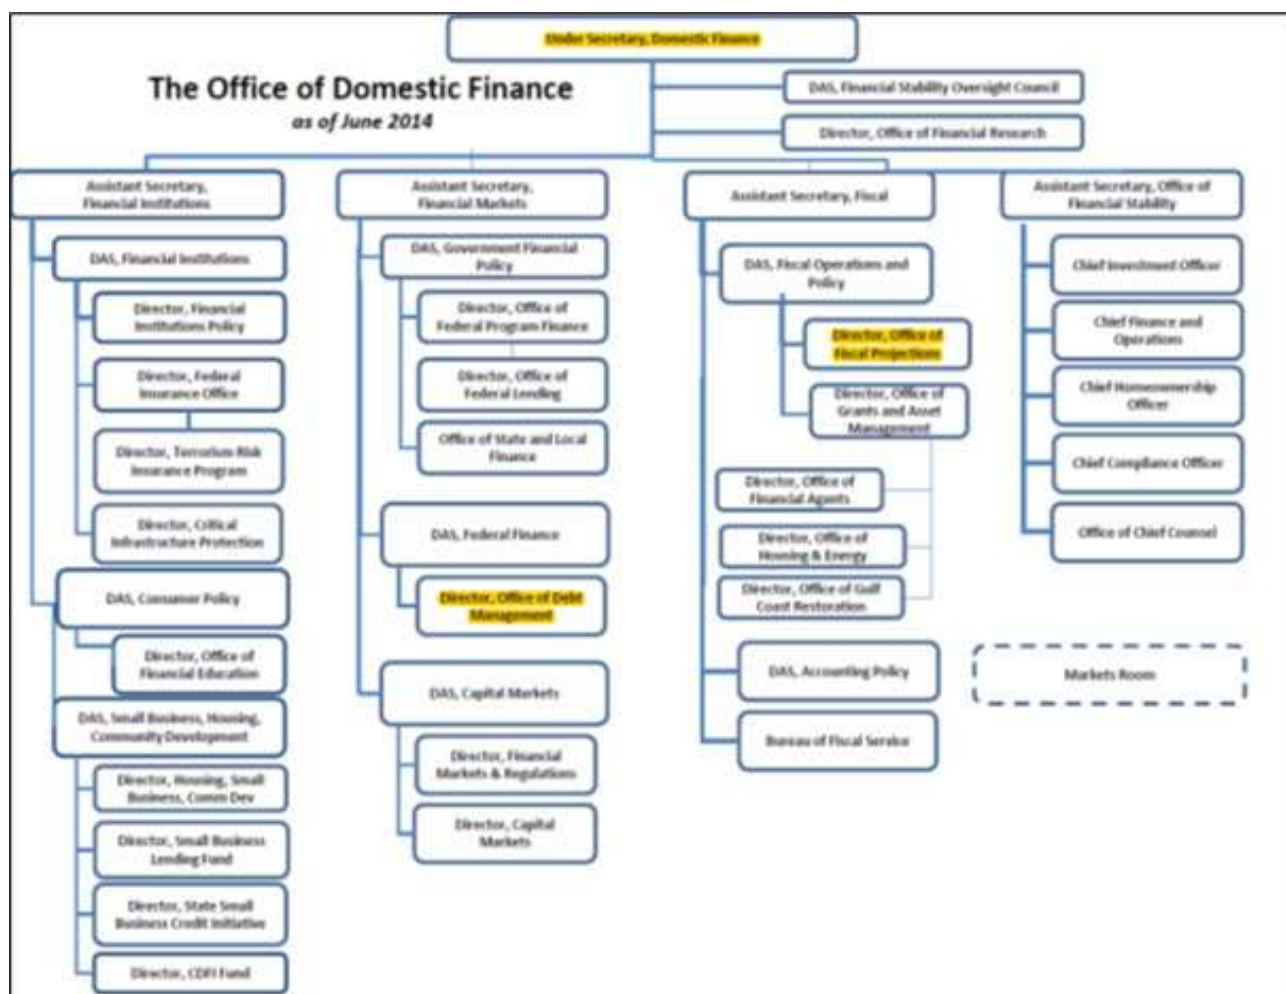 Under Secretary, Domestic Finance
The Office of Domestic Finance
as of June 2014
DAS, Financial Stability Oversight Council
Director, Office of Financial Research
Assistant Secretary,
Financial Institutions
DAS, Financial Institutions
Director, Financial
Institutions Policy
Director, Federal
Insurance Office
Director, Terrorism Risk
Insurance Program
Director, Critical
Infrastructure Protection
DAS, Consumer Policy
Director, Office of
Financial Education
DAS, Small Business, Housing,
Community Development
Director, Housing, Small
Business, Comm Dev
Director, Small Business
Lending Fund
Director, State Small
Business Credit Initiative
Director, CDFI Fund
Assistant Secretary,
Financial Markets
DAS, Government Financial
Policy
Director, Office of
Federal Program Finance
Director, Office of
Federal Lending
Office of State and Local
Finance
DAS, Federal Finance
Director, Office of Debt
Management
DAS, Capital Markets
Director, Financial
Markets & Regulations
Director, Capital
Markets
Assistant Secretary, Fiscal
DAS, Fiscal Operations and
Policy
Director, Office of
Fiscal Projections
Director, Office of
Grants and Asset
Management
Director, Office of
Financial Agents
Director, Office of
Housing & Energy
Director, Office of Gulf
Coast Restoration
DAS, Accounting Policy
Bureau of Fiscal Service
Assistant Secretary, Office of
Financial Stability
Chief Investment Officer
Chief Finance and
Operations
Chief Homeownership
Officer
Chief Compliance Officer
Office of Chief Counsel
Markets Room